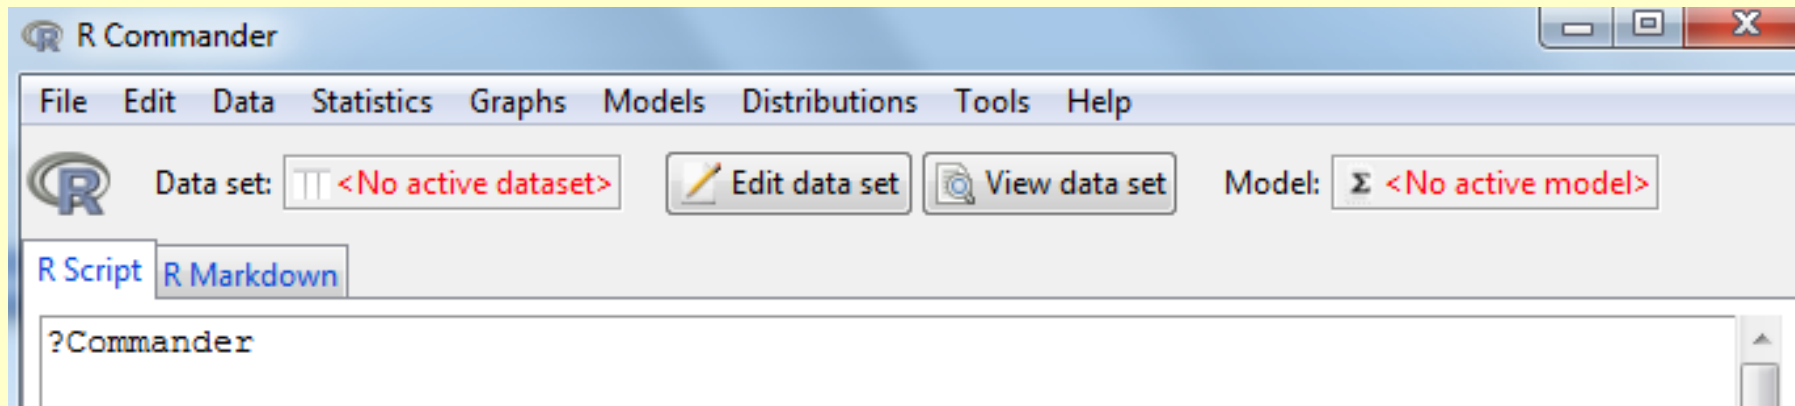 R Commander
File Edit Data Statistics Graphs Models Distributions Tools Help
R Data set: <No active dataset> Edit data set View data set Model: Σ <No active model>
R Script R Markdown
?Commander